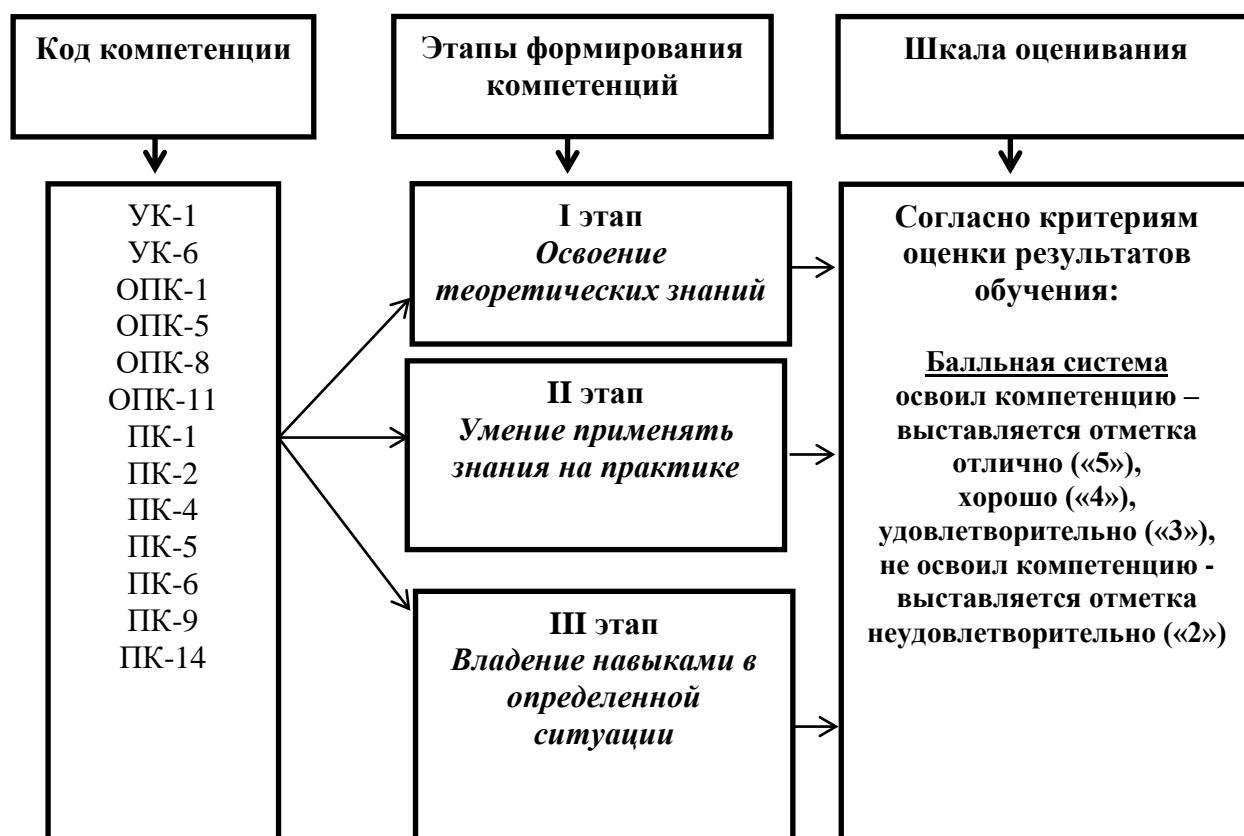 Код компетенции
Этапы формирования
компетенций
Шкала оценивания
УК-1
УК-6
ОПК-1
ОПК-5
ОПК-8
ОПК-11
ПК-1
ПК-2
ПК-4
ПК-5
ПК-6
ПК-9
ПК-14
I этап
Освоение
теоретических знаний
II этап
Умение применять
знания на практике
III этап
Владение навыками в
определенной
ситуации
Согласно критериям
оценки результатов
обучения:
Балльная система
освоил компетенцию –
выставляется отметка
отлично («5»),
хорошо («4»),
удовлетворительно («3»),
не освоил компетенцию -
выставляется отметка
неудовлетворительно («2»)